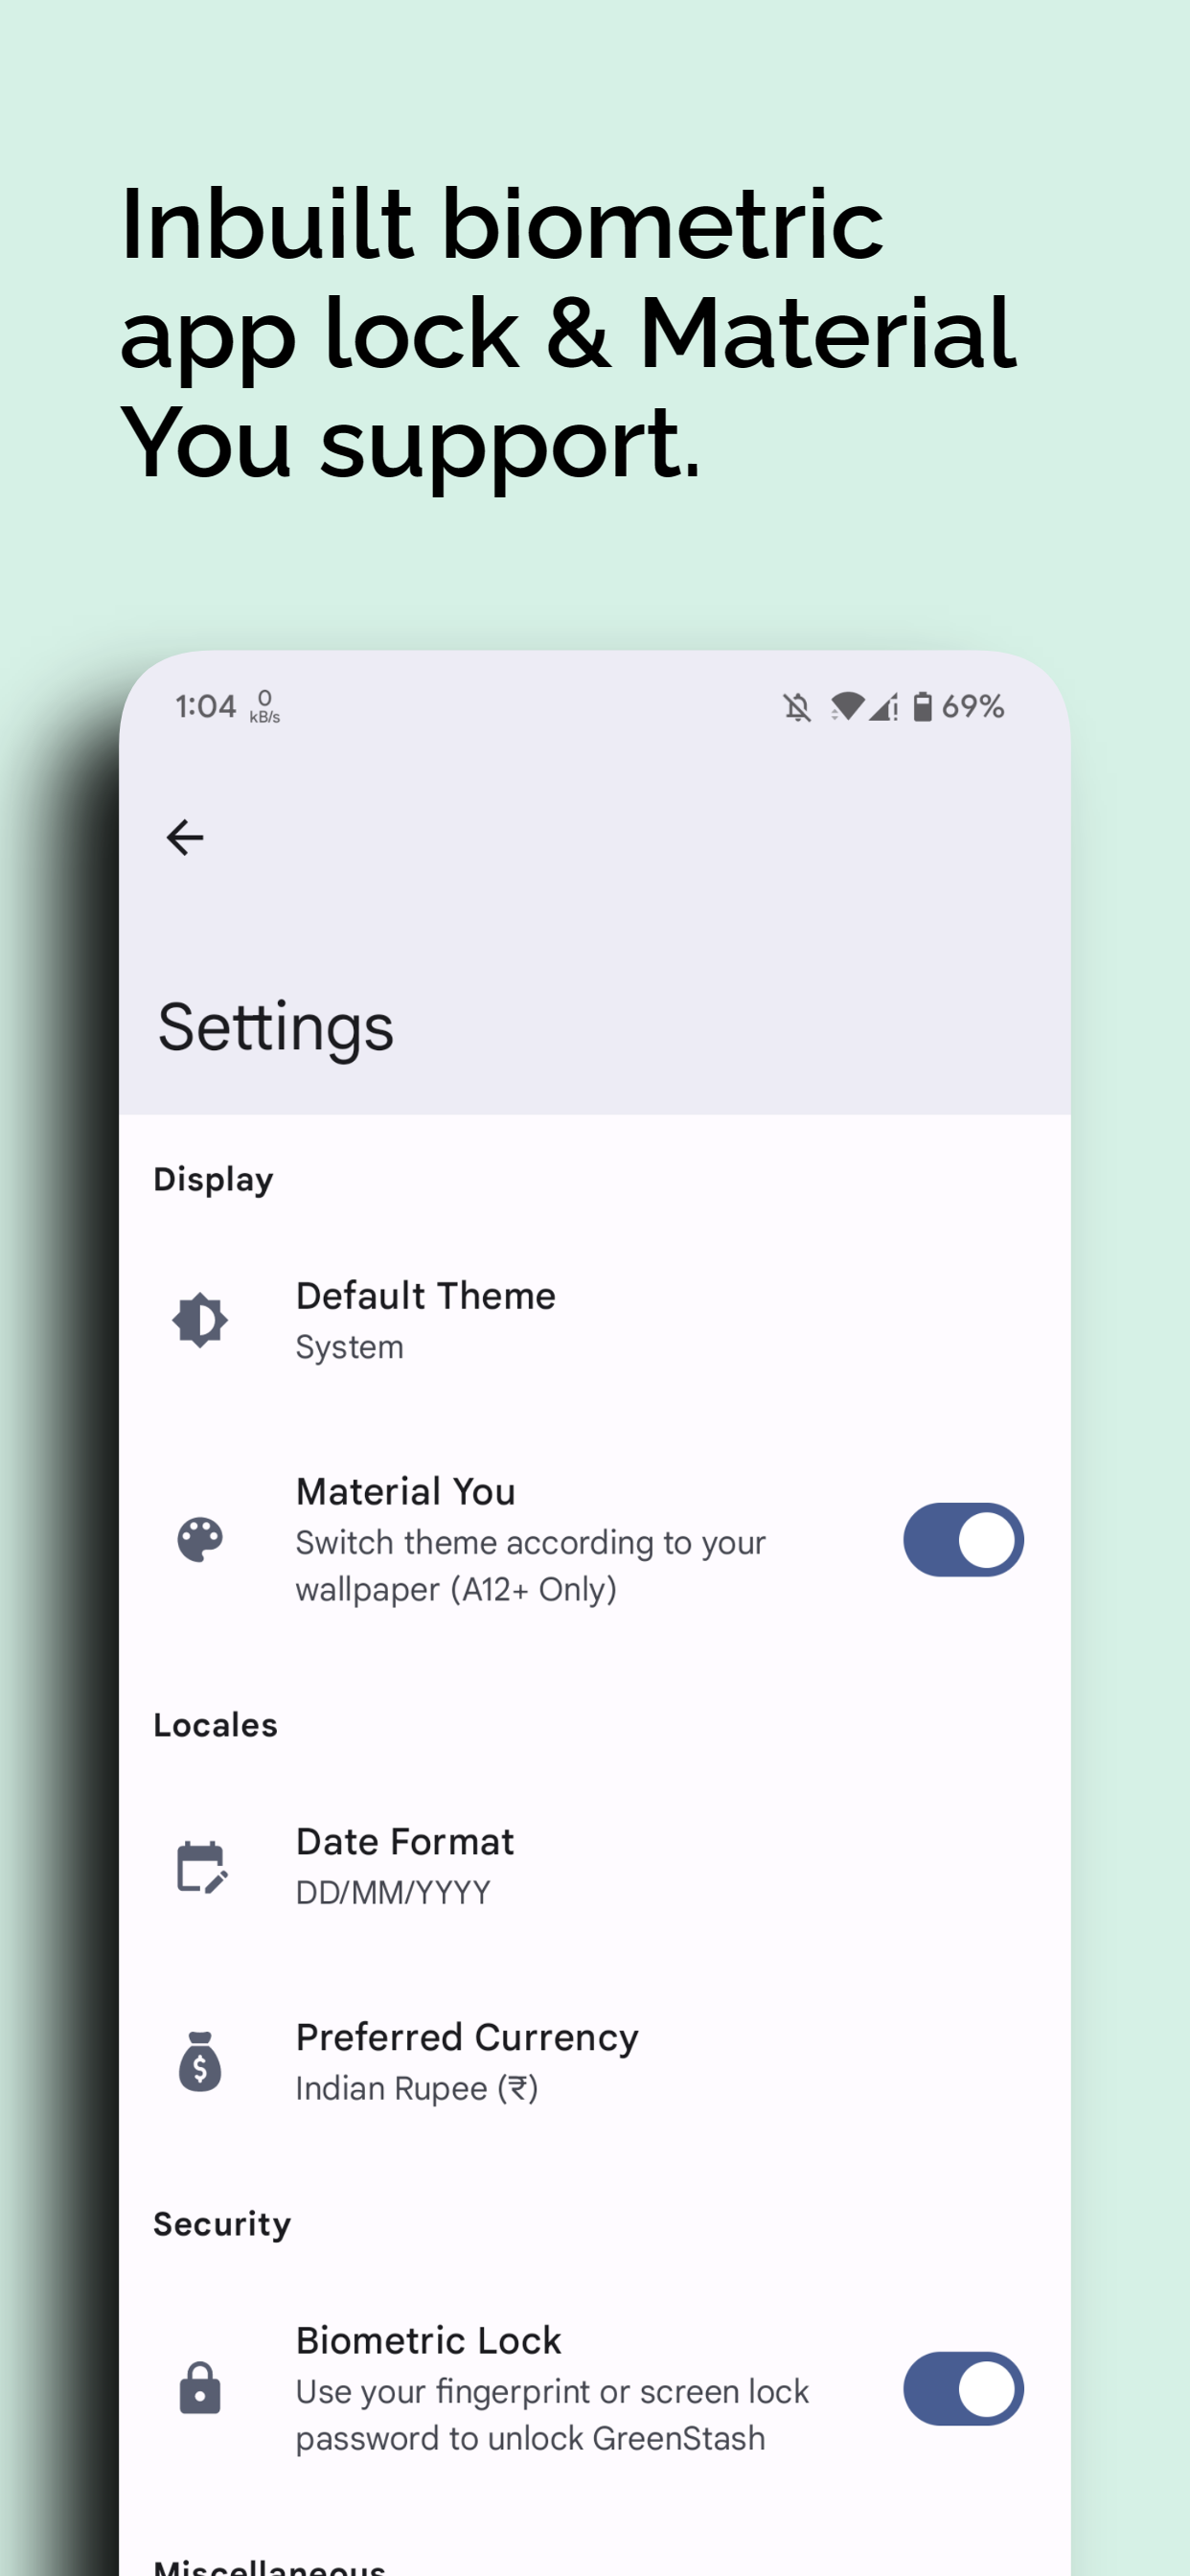 Inbuilt biometric
app lock & Material
You support.
1:04 0 kB/s 69%
Settings
Display
Default Theme
System
Material You
Switch theme according to your
wallpaper (A12+ Only)
Locales
Date Format
DD/MM/YYYY
Preferred Currency
Indian Rupee (₹)
Security
Biometric Lock
Use your fingerprint or screen lock
password to unlock GreenStash
Miscellaneous